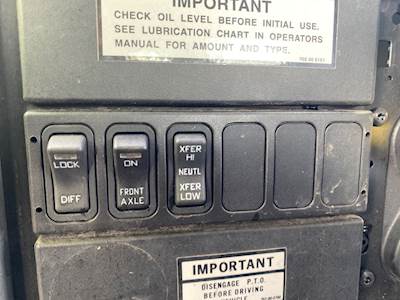 IMPORTANT
CHECK OIL LEVEL BEFORE INITIAL USE.
SEE LUBRICATION CHART IN OPERATORS
MANUAL FOR AMOUNT AND TYPE.
LOCK
DIFF
ON
FRONT
AXLE
XFER
HI
NEUTL
XFER
LOW
IMPORTANT
DISENGAGE P.T.O.
BEFORE DRIVING
VEHICLE